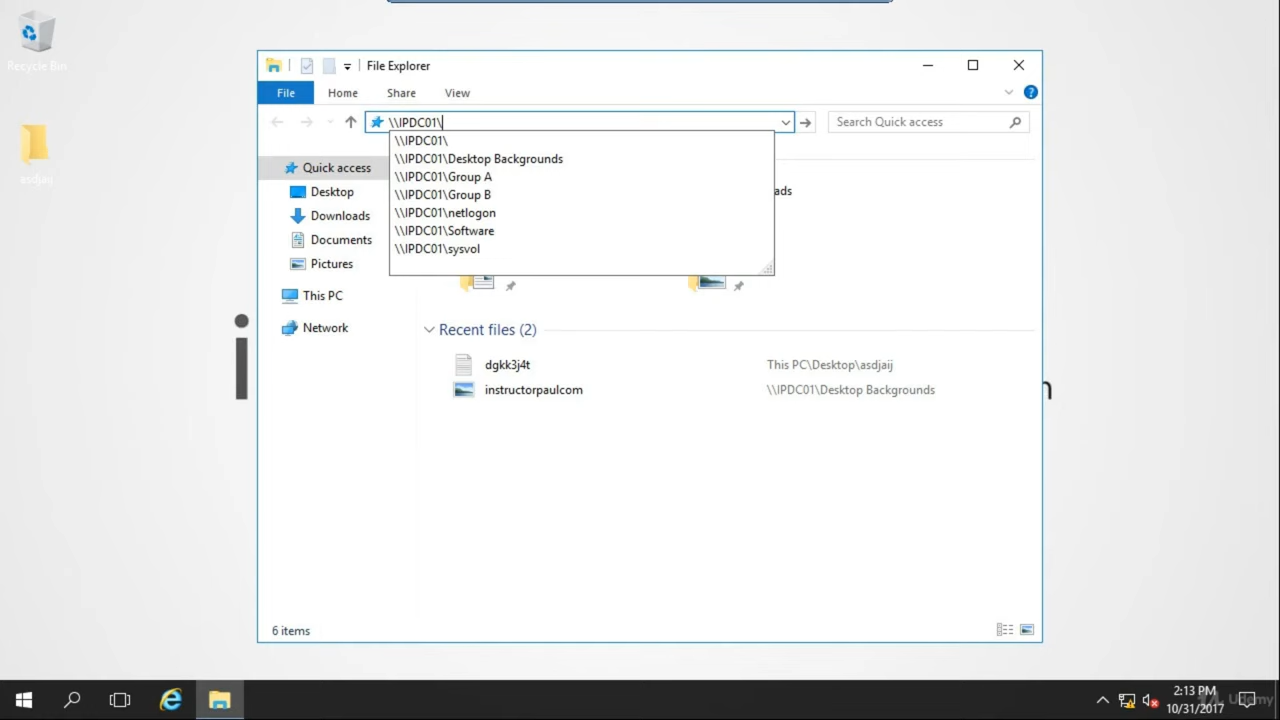 Recycle Bin
asdjaij
File Explorer
File
Home
Share
View
\\IPDC01\
Search Quick access
\\IPDC01\
\\IPDC01\Desktop Backgrounds
\\IPDC01\Group A
\\IPDC01\Group B
\\IPDC01\netlogon
\\IPDC01\Software
\\IPDC01\sysvol
Quick access
Desktop
Downloads
Documents
Pictures
This PC
Network
ads
Recent files (2)
dgkk3j4t
This PC\Desktop\asdjaij
instructorpaulcom
\\IPDC01\Desktop Backgrounds
i
n
6 items
2:13 PM
10/31/2017
Udemy